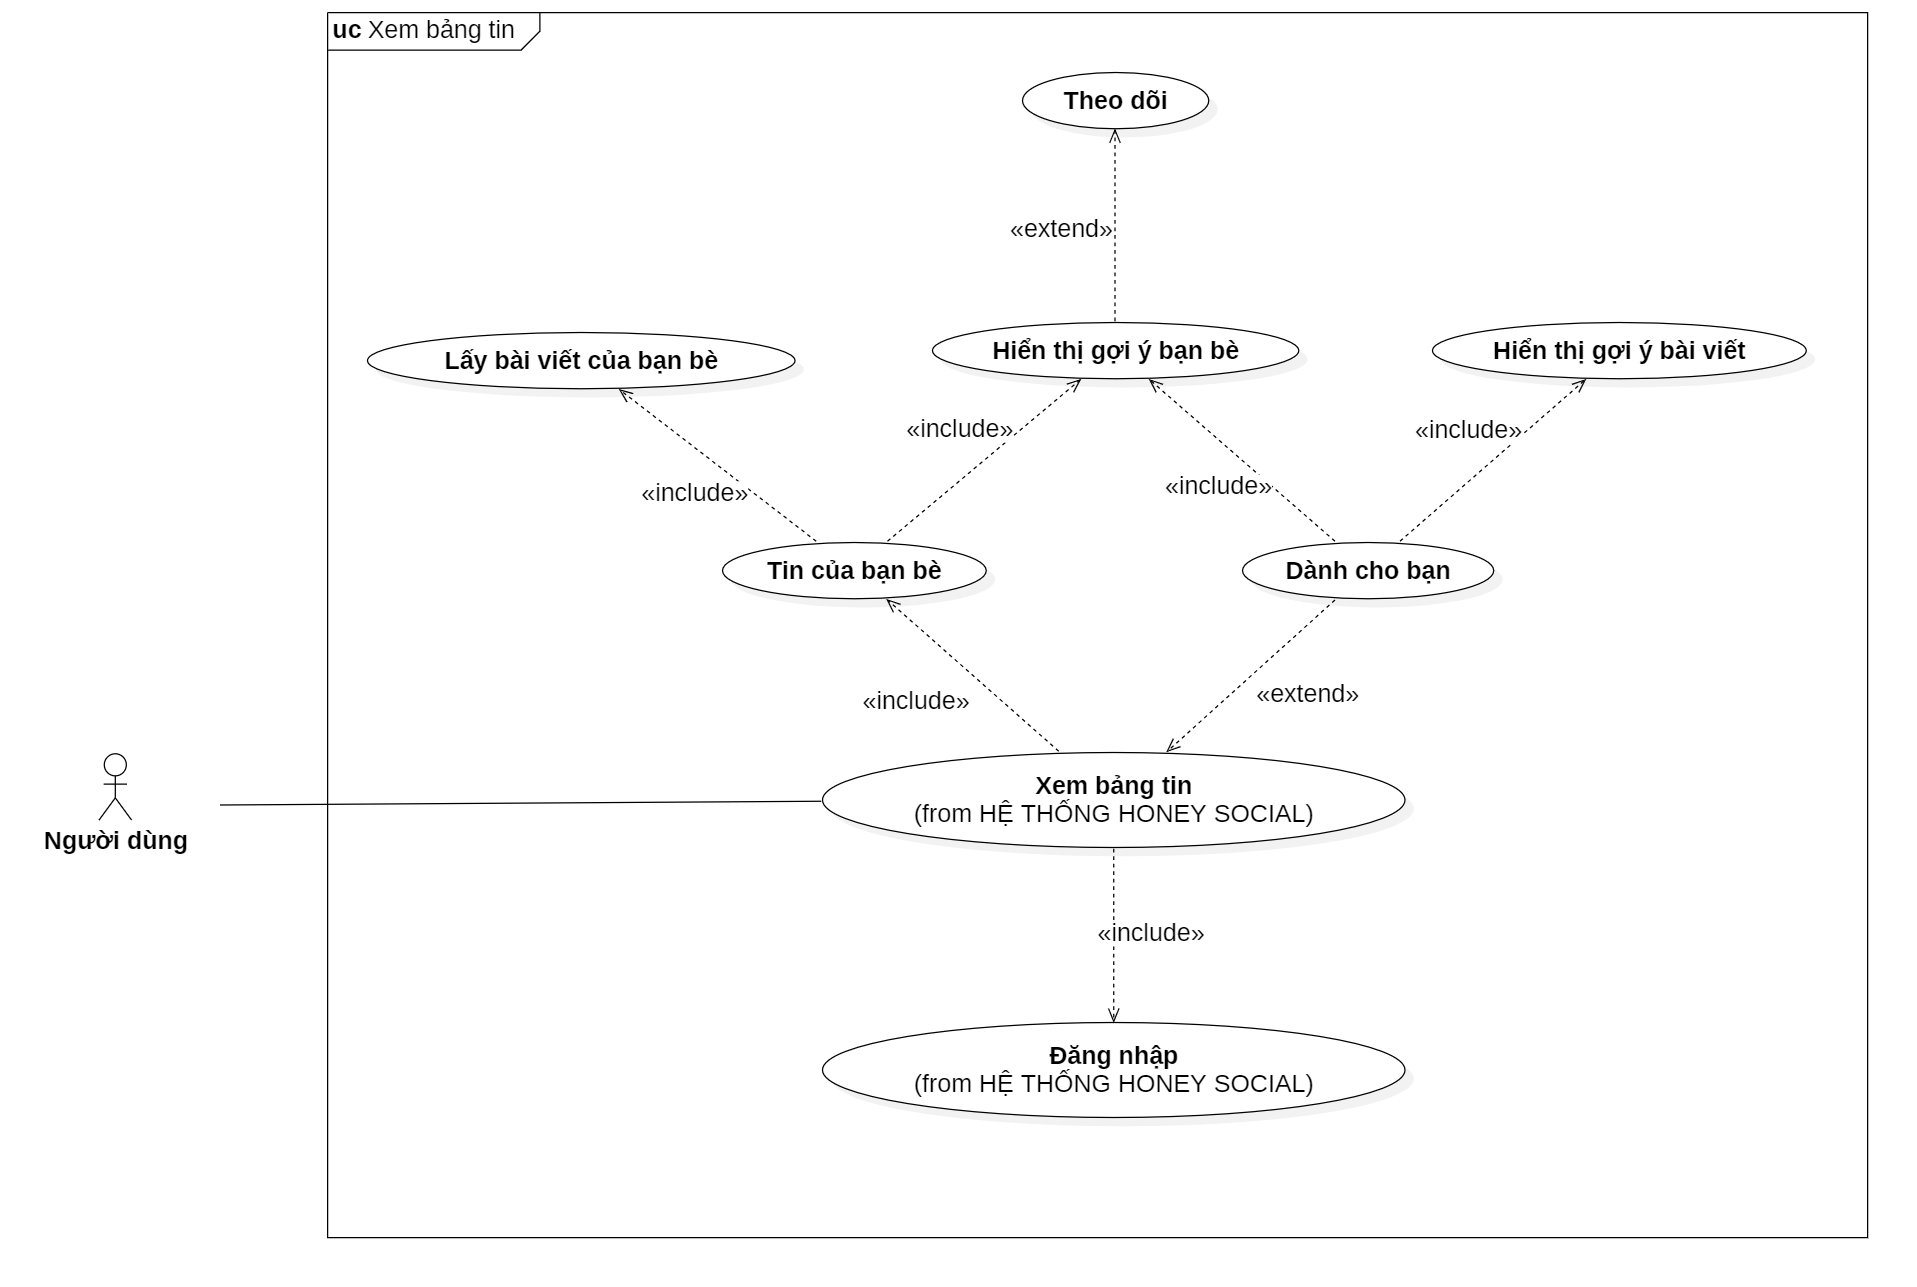 uc Xem bảng tin
Theo dõi
«extend»
Lấy bài viết của bạn bè
Hiển thị gợi ý bạn bè
Hiển thị gợi ý bài viết
«include»
«include»
«include»
«include»
Tin của bạn bè
Dành cho bạn
«include»
«extend»
Xem bảng tin
(from HỆ THỐNG HONEY SOCIAL)
Người dùng
«include»
Đăng nhập
(from HỆ THỐNG HONEY SOCIAL)